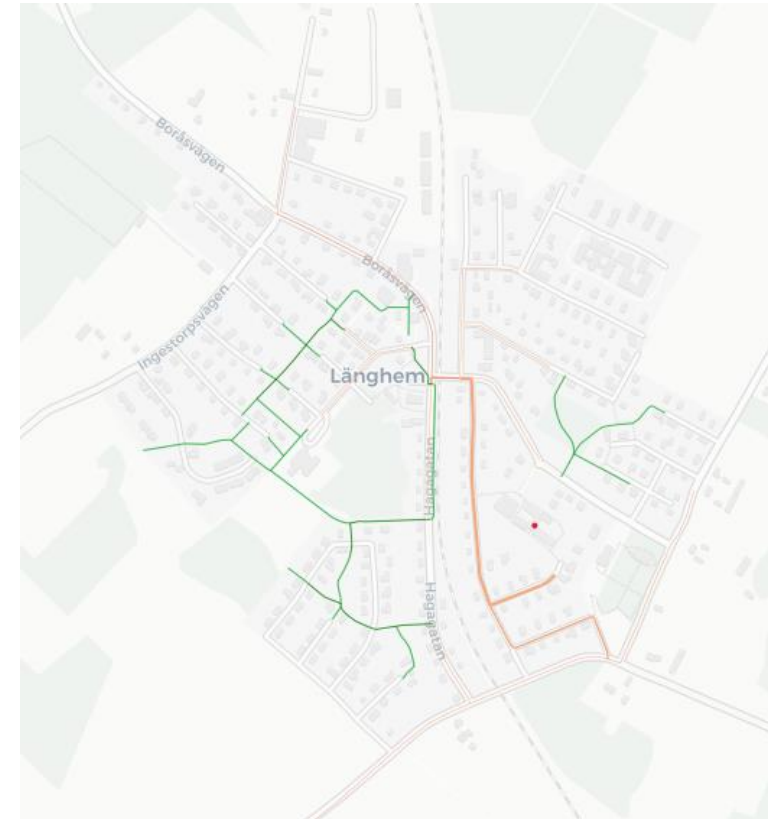 Boråsvägen
Boråsvägen
Ingestorpsvägen
Länghem
Hagagatan
Hagagatan